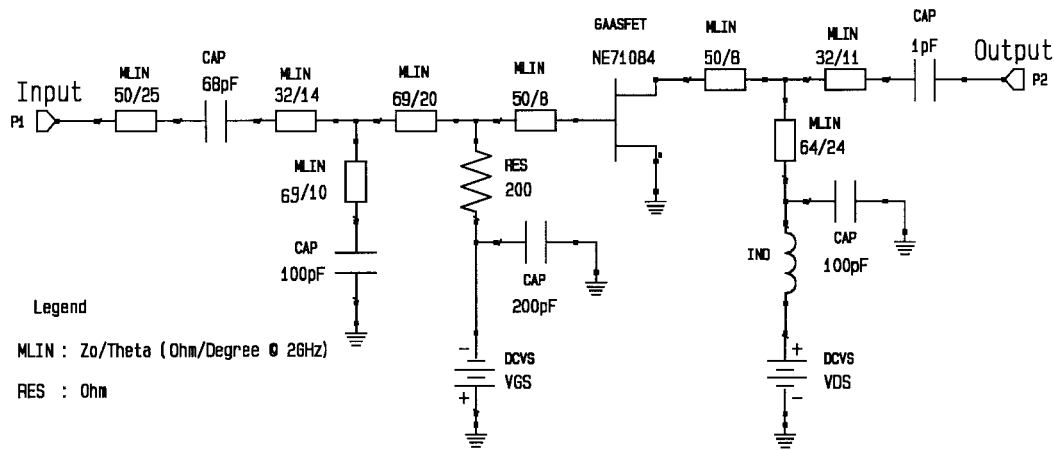 Input
P1
MLIN
50/25
CAP
68pF
MLIN
32/14
MLIN
69/20
MLIN
50/8
GAASFET
NE71084
MLIN
50/8
MLIN
32/11
CAP
1pF
Output
P2
MLIN
69/10
RES
200
MLIN
64/24
CAP
100pF
CAP
200pF
IND
CAP
100pF
Legend
MLIN : Zo/Theta (Ohm/Degree @ 2GHz)
RES : Ohm
-
+
DCVS
VGS
+
-
DCVS
VDS